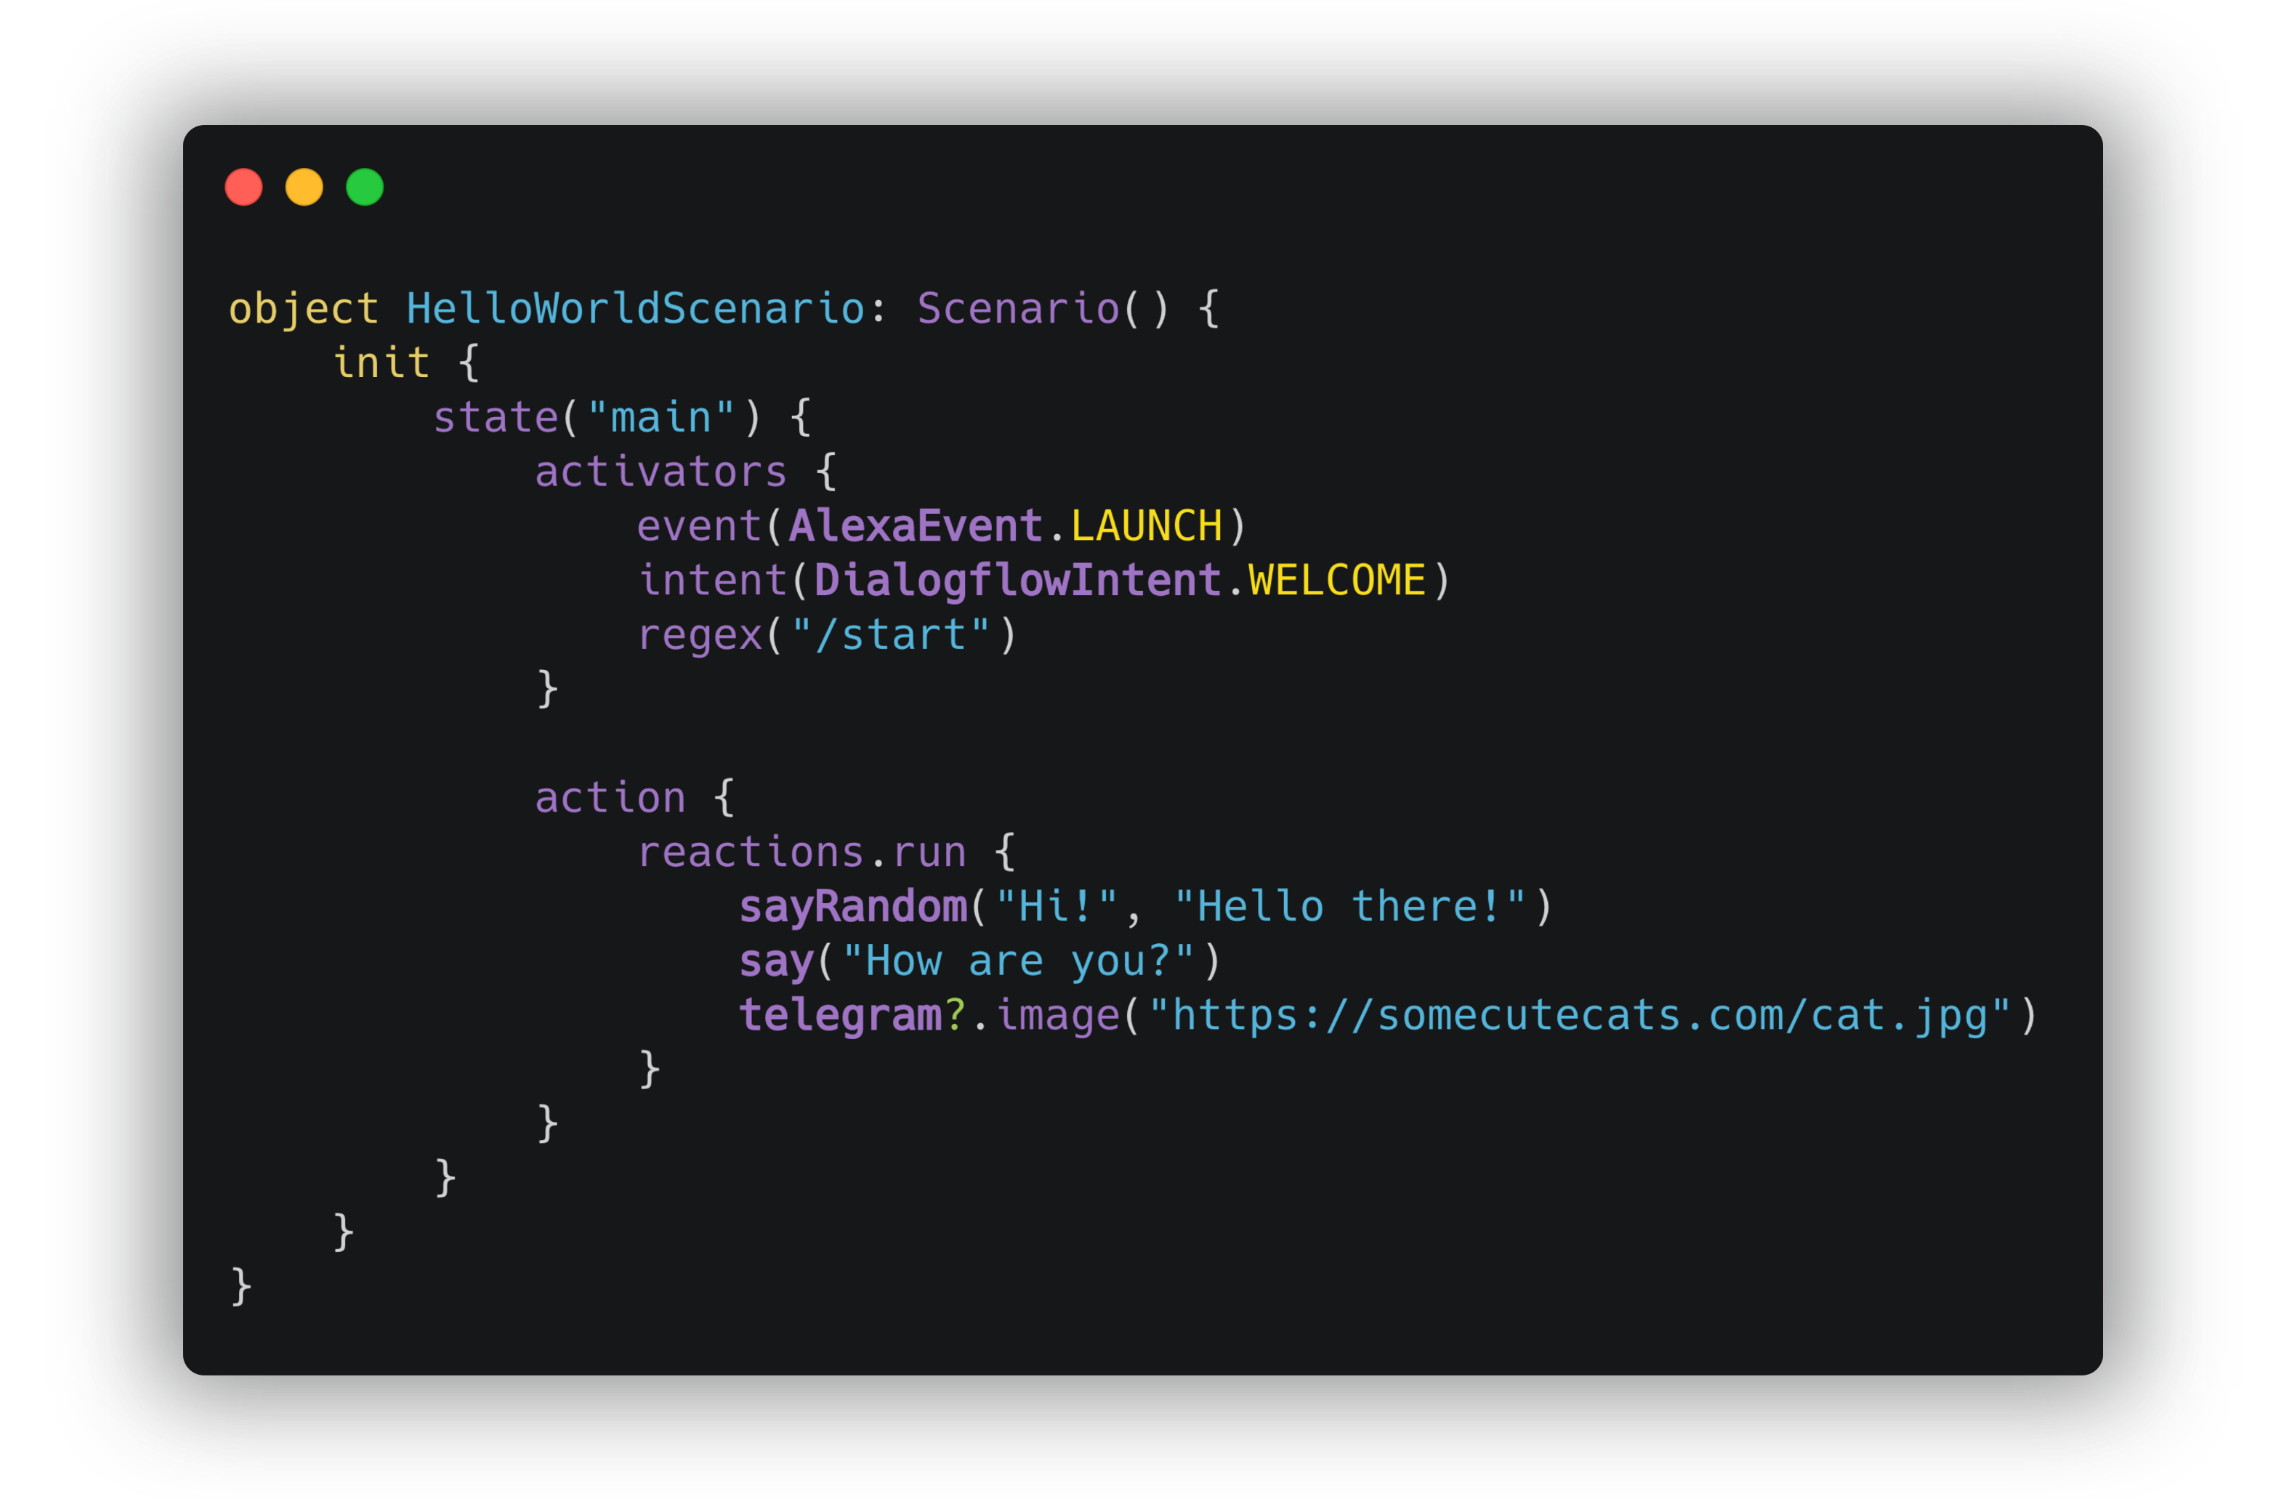 object HelloWorldScenario: Scenario() {
    init {
        state("main") {
            activators {
                event(AlexaEvent.LAUNCH)
                intent(DialogflowIntent.WELCOME)
                regex("/start")
            }

            action {
                reactions.run {
                    sayRandom("Hi!", "Hello there!")
                    say("How are you?")
                    telegram?.image("https://somecutecats.com/cat.jpg")
                }
            }
        }
    }
}